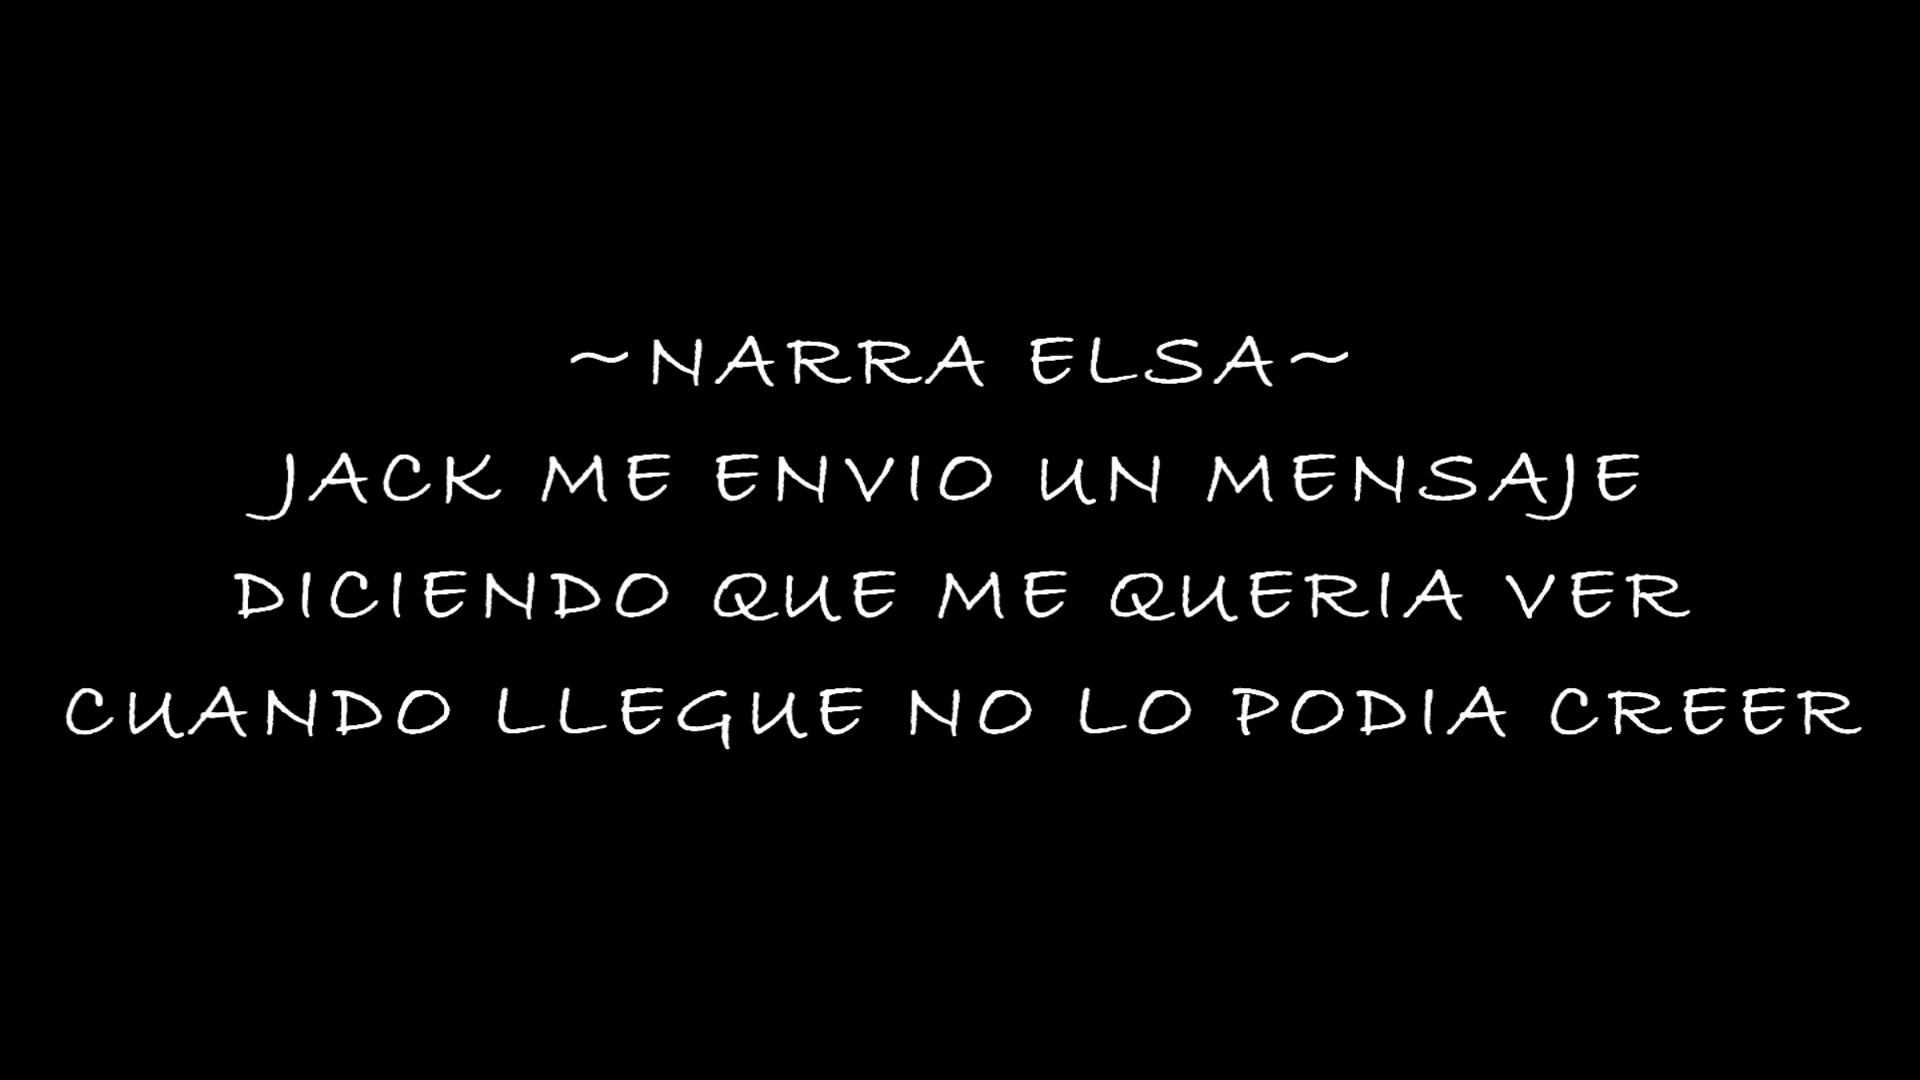 ~NARRA ELSA~
JACK ME ENVIO UN MENSAJE
DICIENDO QUE ME QUERIA VER
CUANDO LLEGUE NO LO PODIA CREER